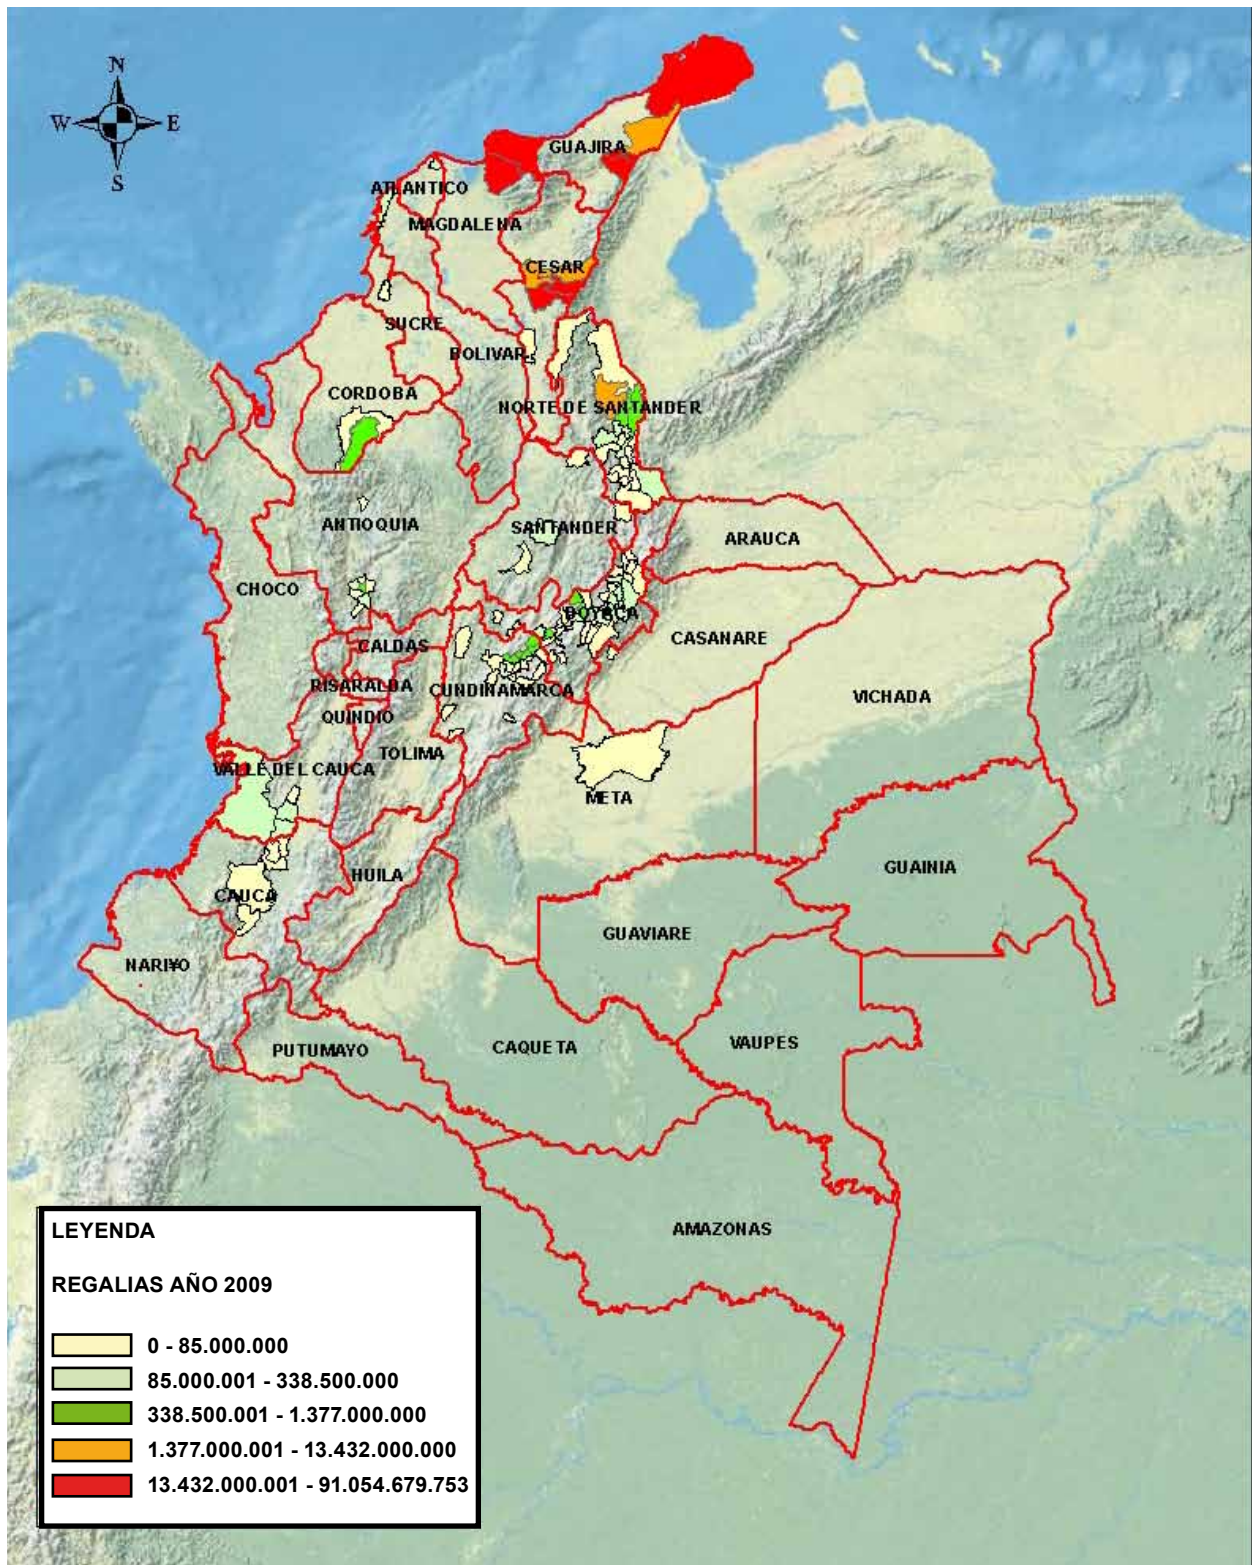 N
W E
S
GUAJIRA
ATLANTICO
MAGDALENA
CESAR
SUCRE
BOLIVAR
CORDOBA
NORTE DE SANTANDER
ANTIOQUIA
SANTANDER
ARAUCA
CHOCO
BOYACA
CASANARE
CALDAS
RISARALDA
CUNDINAMARCA
VICHADA
QUINDIO
TOLIMA
VALLE DEL CAUCA
META
GUAINIA
HUILA
CAUCA
GUAVIARE
NARIÑO
VAUPES
CAQUETA
PUTUMAYO
AMAZONAS
LEYENDA
REGALIAS AÑO 2009
0 - 85.000.000
85.000.001 - 338.500.000
338.500.001 - 1.377.000.000
1.377.000.001 - 13.432.000.000
13.432.000.001 - 91.054.679.753